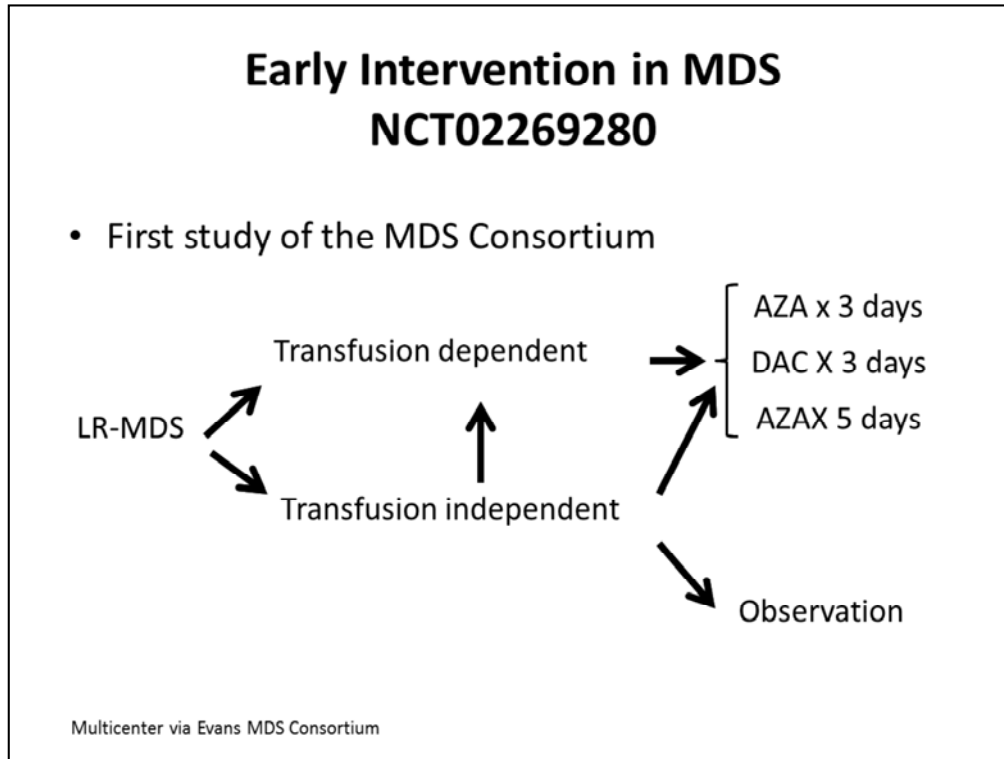 Early Intervention in MDS
NCT02269280
• First study of the MDS Consortium
AZA x 3 days
Transfusion dependent
DAC X 3 days
LR-MDS
AZAX 5 days
Transfusion independent
Observation
Multicenter via Evans MDS Consortium